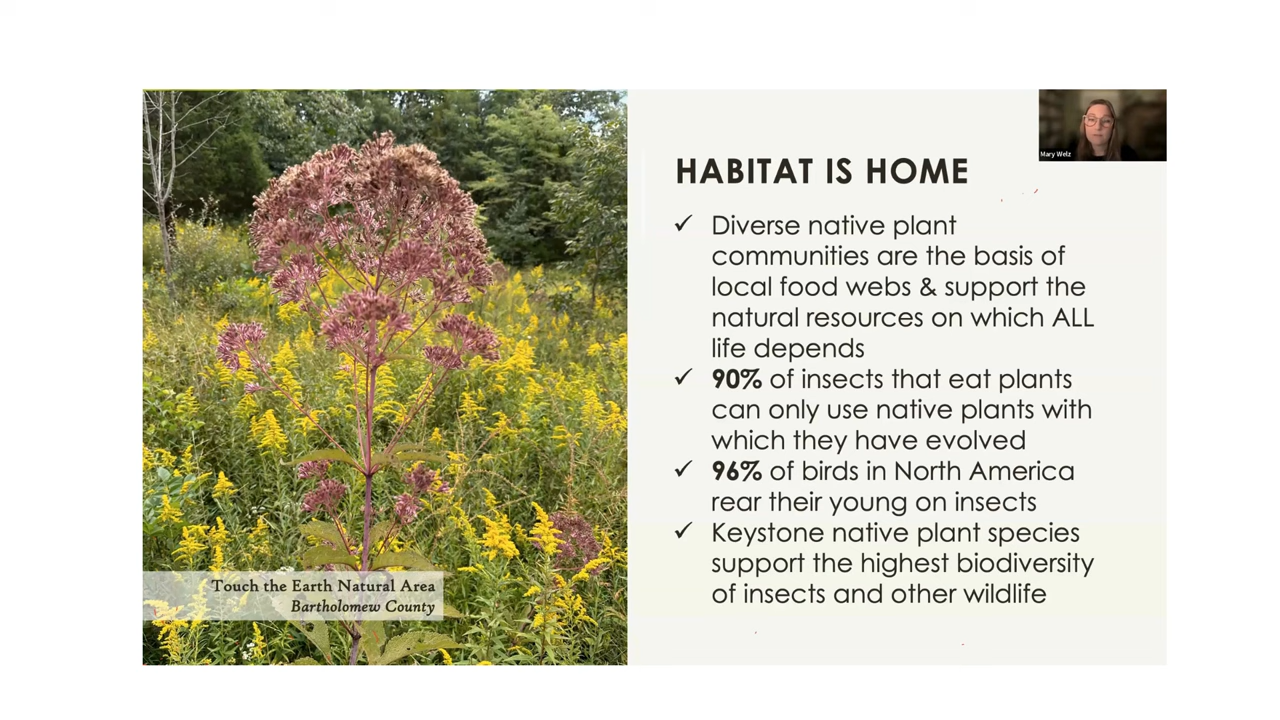 Mary Welz
HABITAT IS HOME
✓ Diverse native plant
communities are the basis of
local food webs & support the
natural resources on which ALL
life depends
✓ 90% of insects that eat plants
can only use native plants with
which they have evolved
✓ 96% of birds in North America
rear their young on insects
✓ Keystone native plant species
support the highest biodiversity
of insects and other wildlife
Touch the Earth Natural Area
Bartholomew County